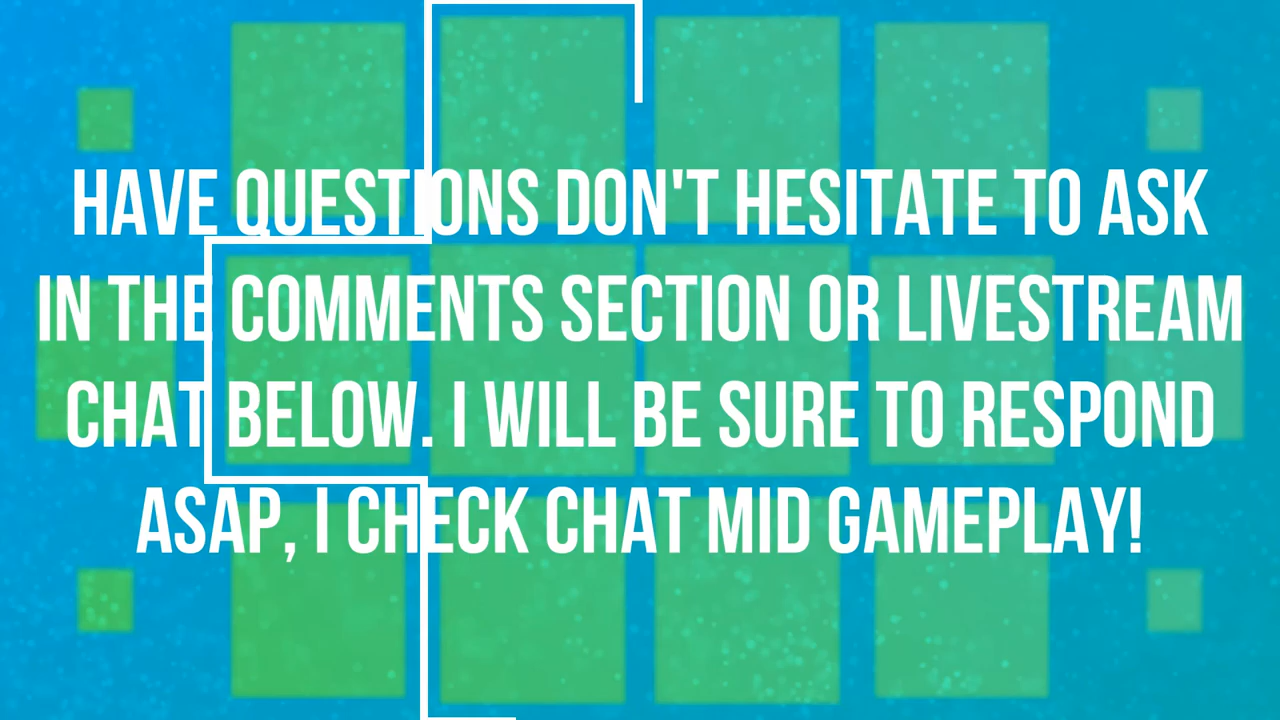 HAVE QUESTIONS DON'T HESITATE TO ASK
IN THE COMMENTS SECTION OR LIVESTREAM
CHAT BELOW. I WILL BE SURE TO RESPOND
ASAP, I CHECK CHAT MID GAMEPLAY!